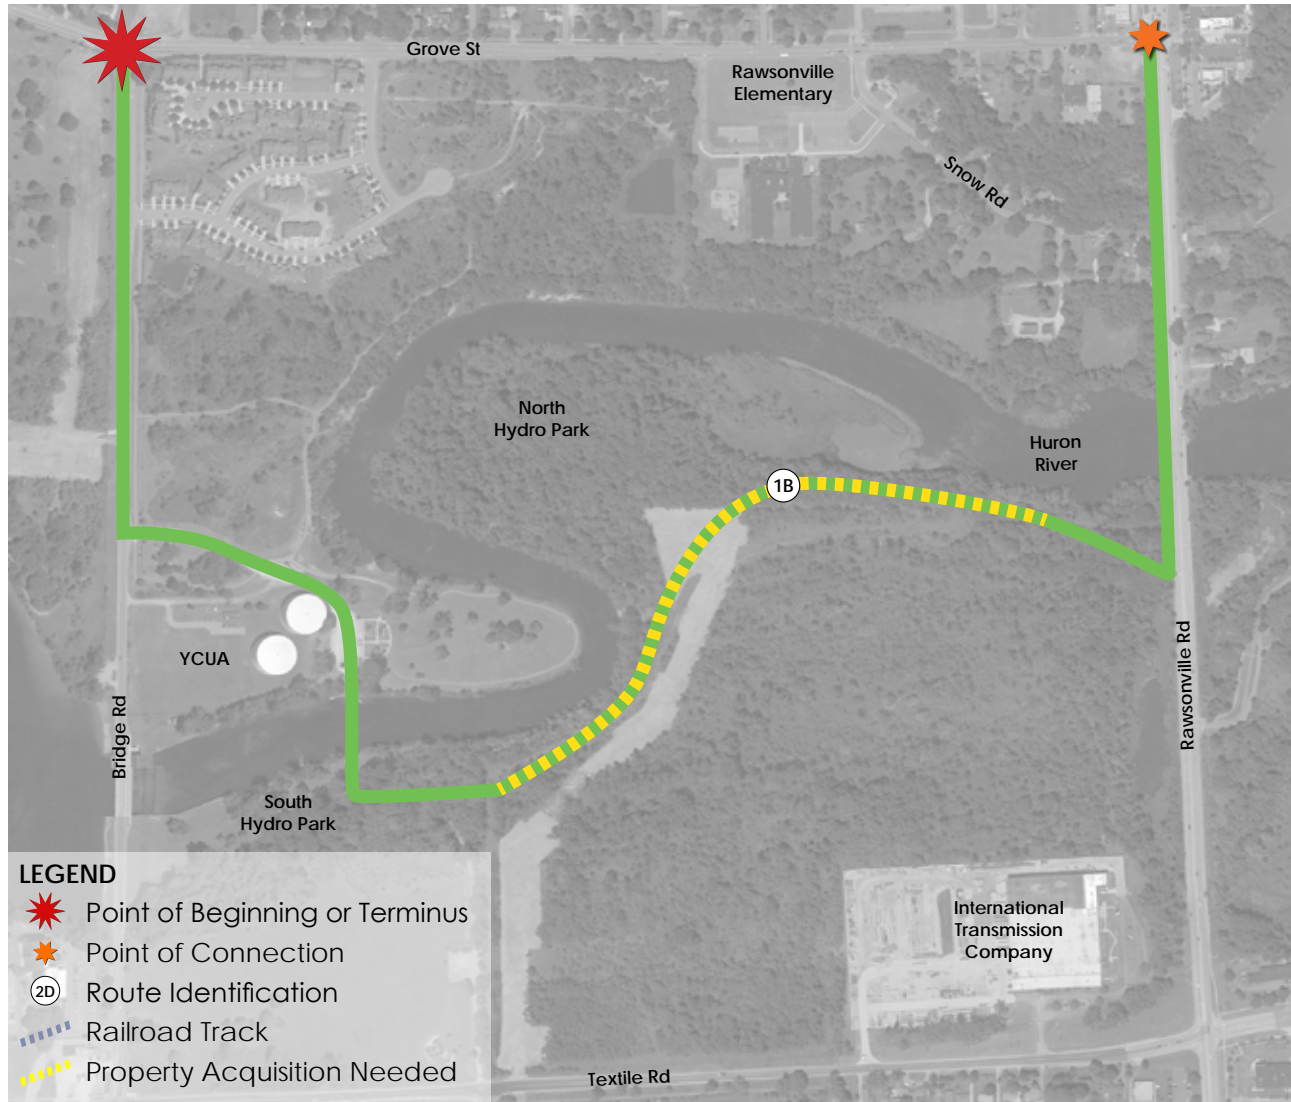 Grove St
Rawsonville
Elementary
Snow Rd
North
Hydro Park
Huron
River
1B
YCUA
Bridge Rd
Rawsonville Rd
South
Hydro Park
International
Transmission
Company
Textile Rd
LEGEND
Point of Beginning or Terminus
Point of Connection
2D Route Identification
Railroad Track
Property Acquisition Needed